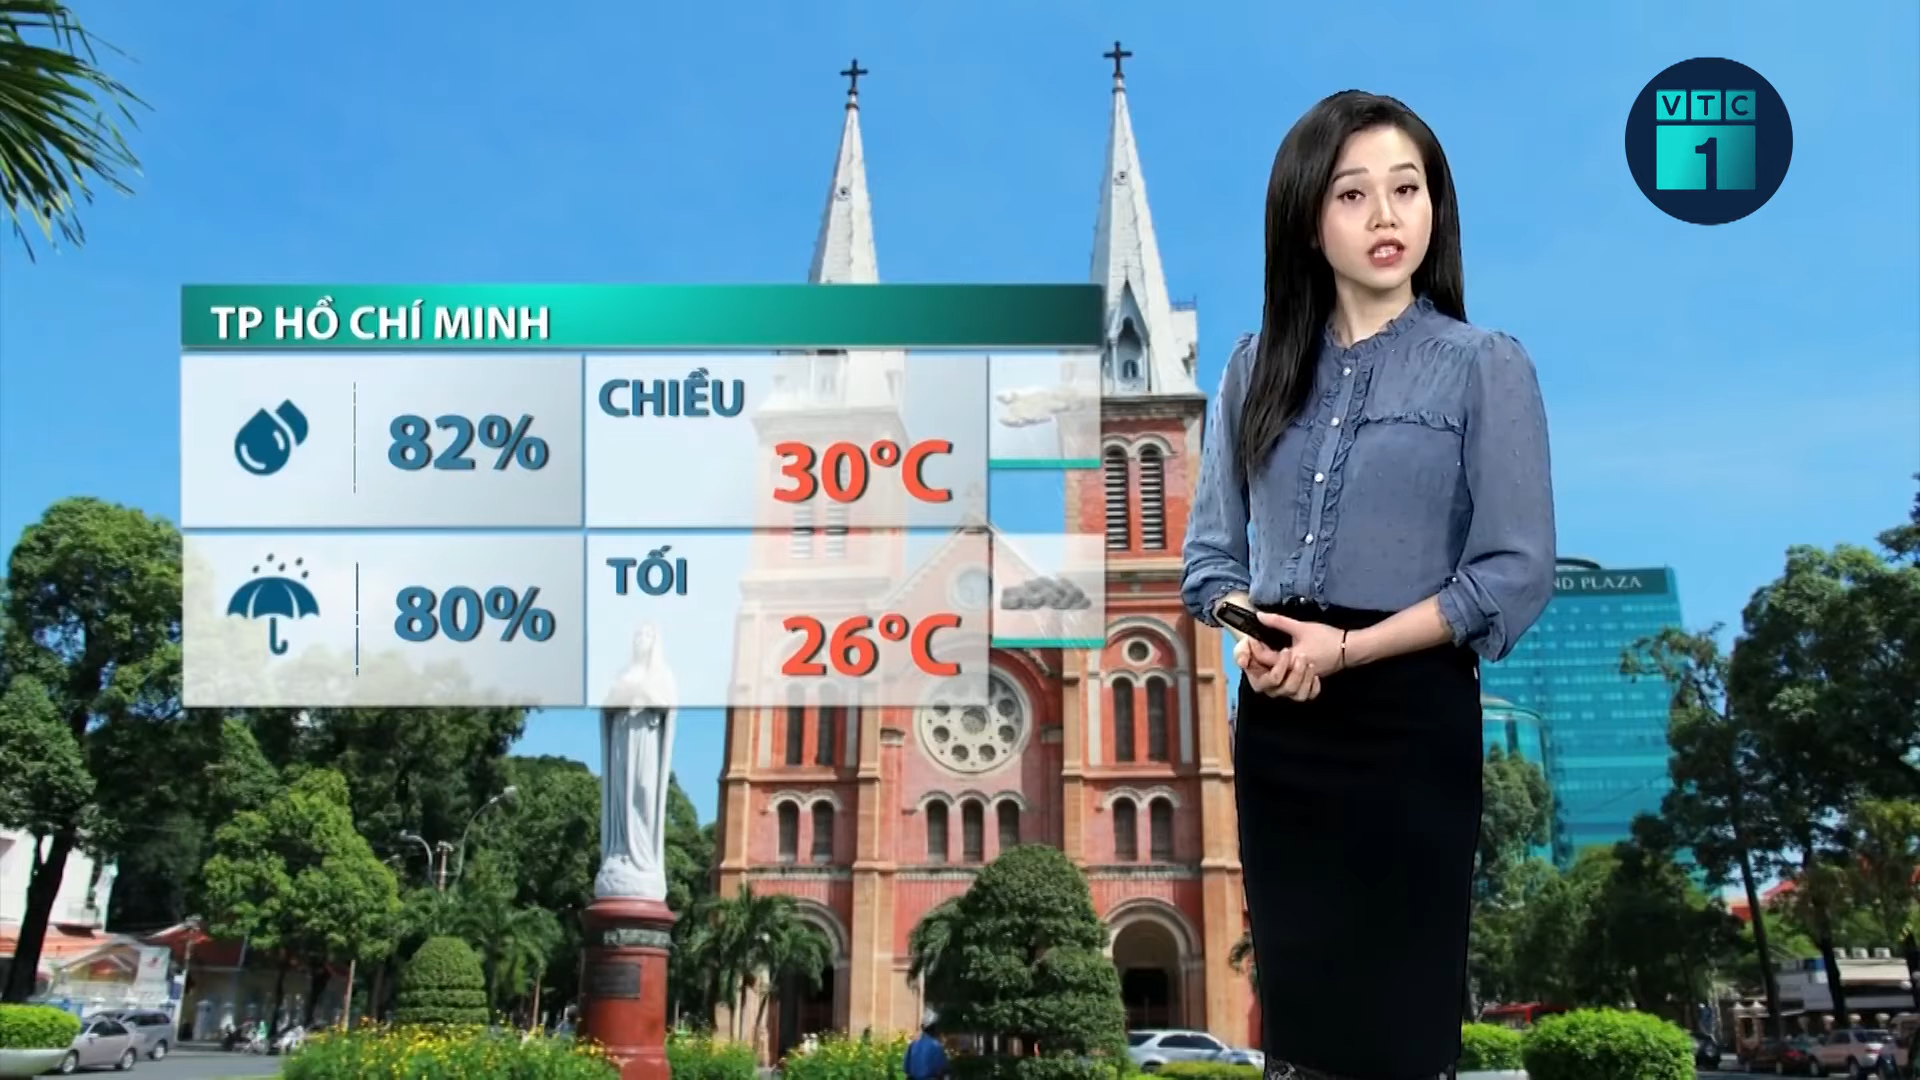 VTC
1
TP HỒ CHÍ MINH
82%
CHIỀU
30°C
80%
TỐI
26°C
ND PLAZA